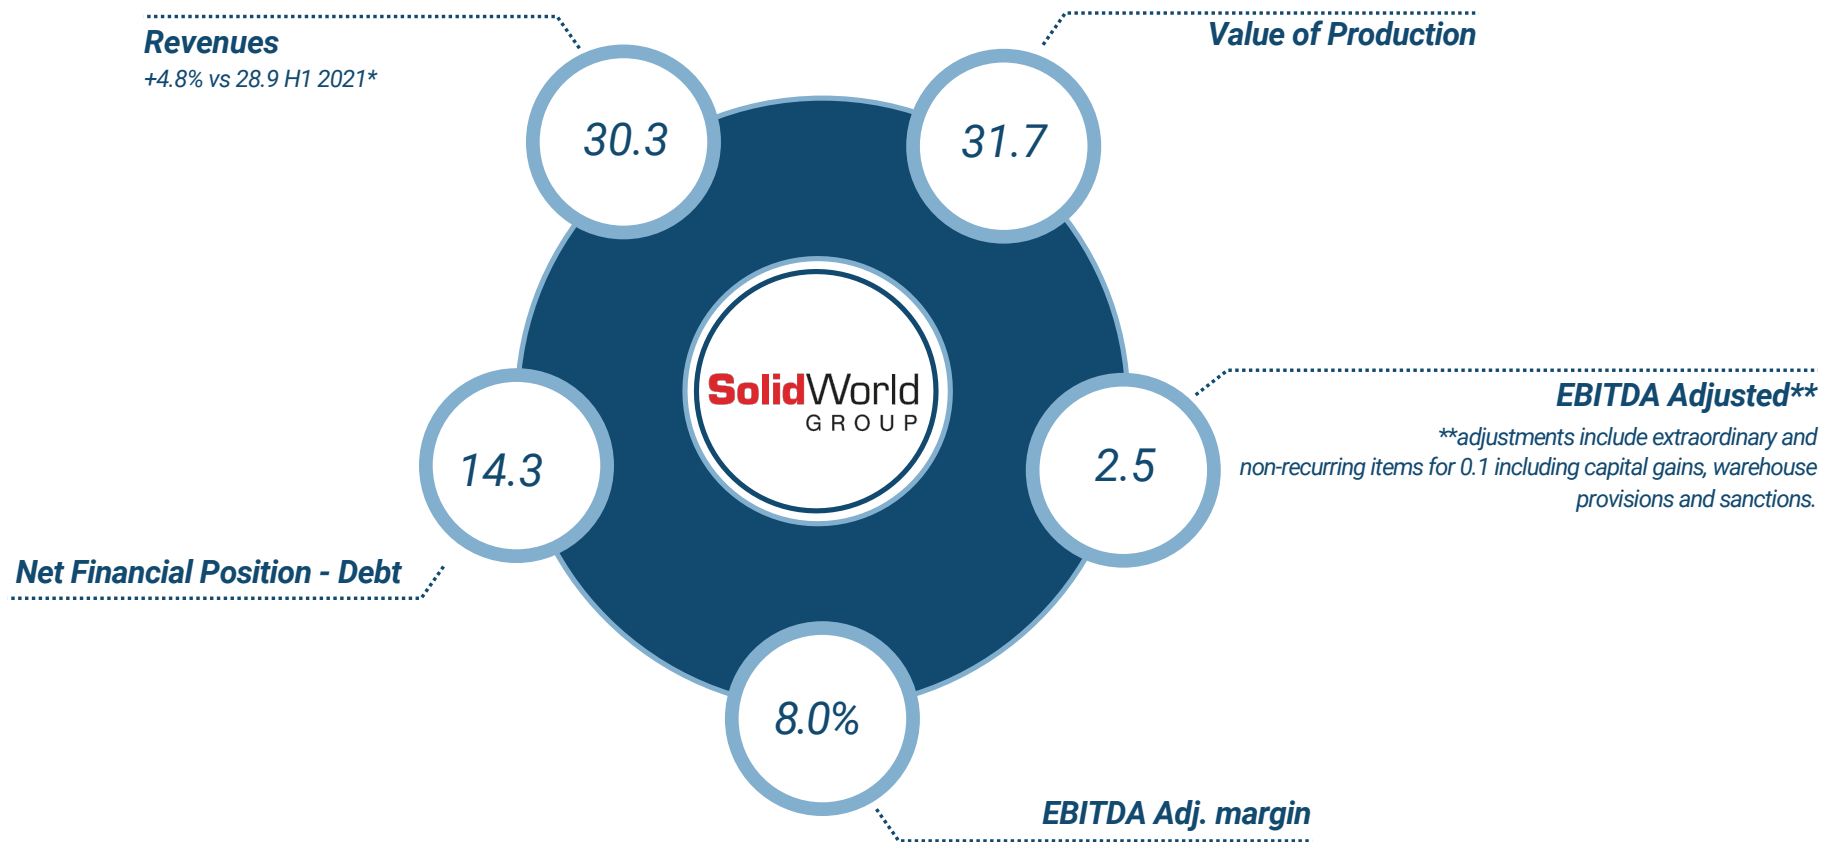 Revenues
+4.8% vs 28.9 H1 2021*
30.3
Value of Production
31.7
SolidWorld
GROUP
EBITDA Adjusted**
**adjustments include extraordinary and
non-recurring items for 0.1 including capital gains, warehouse
provisions and sanctions.
2.5
14.3
Net Financial Position - Debt
8.0%
EBITDA Adj. margin